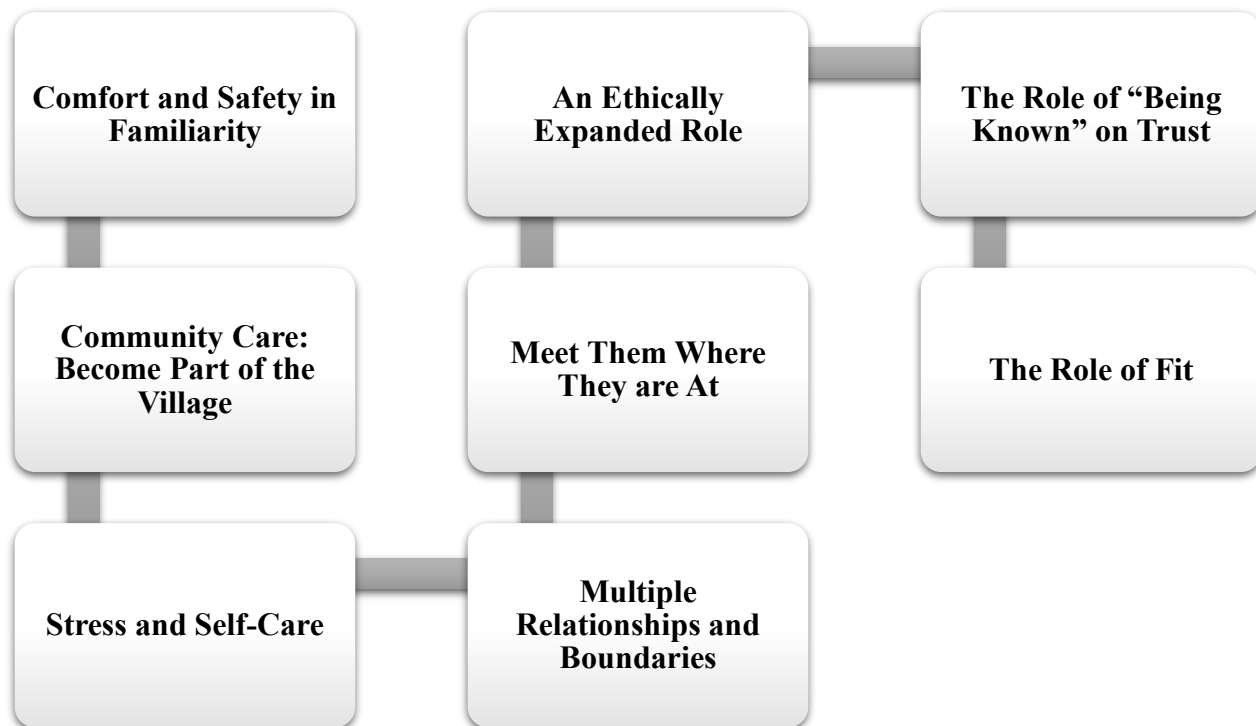 Comfort and Safety in
Familiarity
Community Care:
Become Part of the
Village
Stress and Self-Care
Multiple
Relationships and
Boundaries
Meet Them Where
They are At
An Ethically
Expanded Role
The Role of “Being
Known” on Trust
The Role of Fit